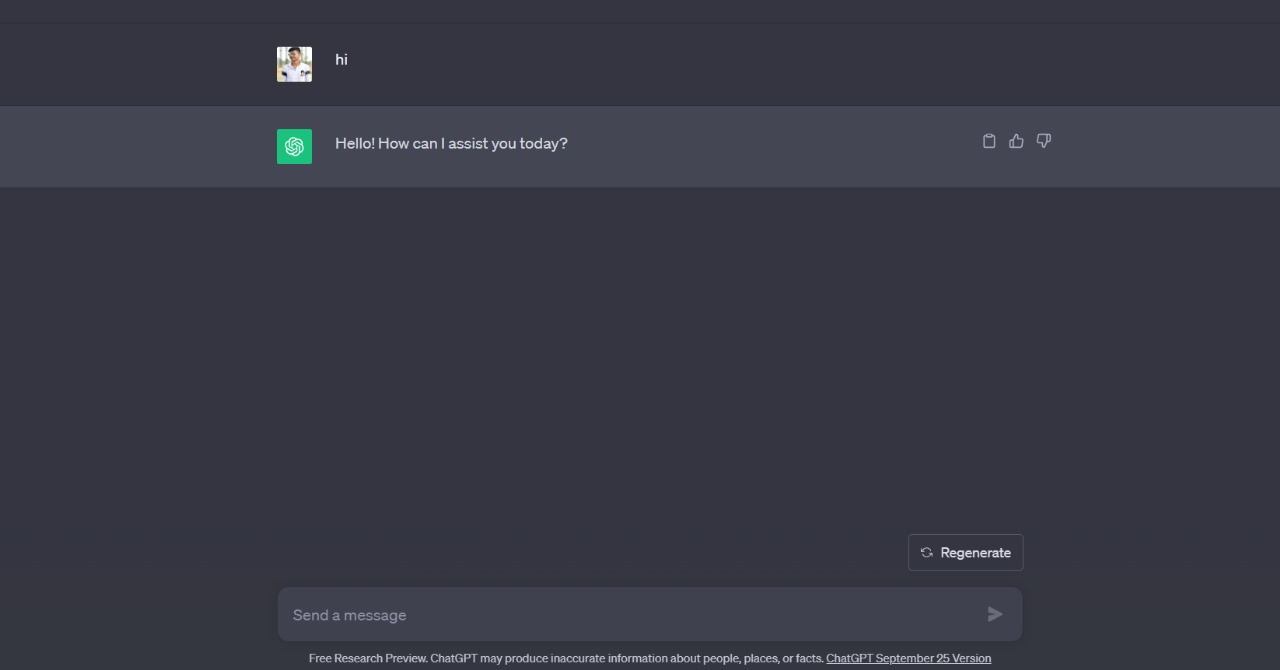 hi
Hello! How can I assist you today?
Regenerate
Send a message
Free Research Preview. ChatGPT may produce inaccurate information about people, places, or facts. ChatGPT September 25 Version